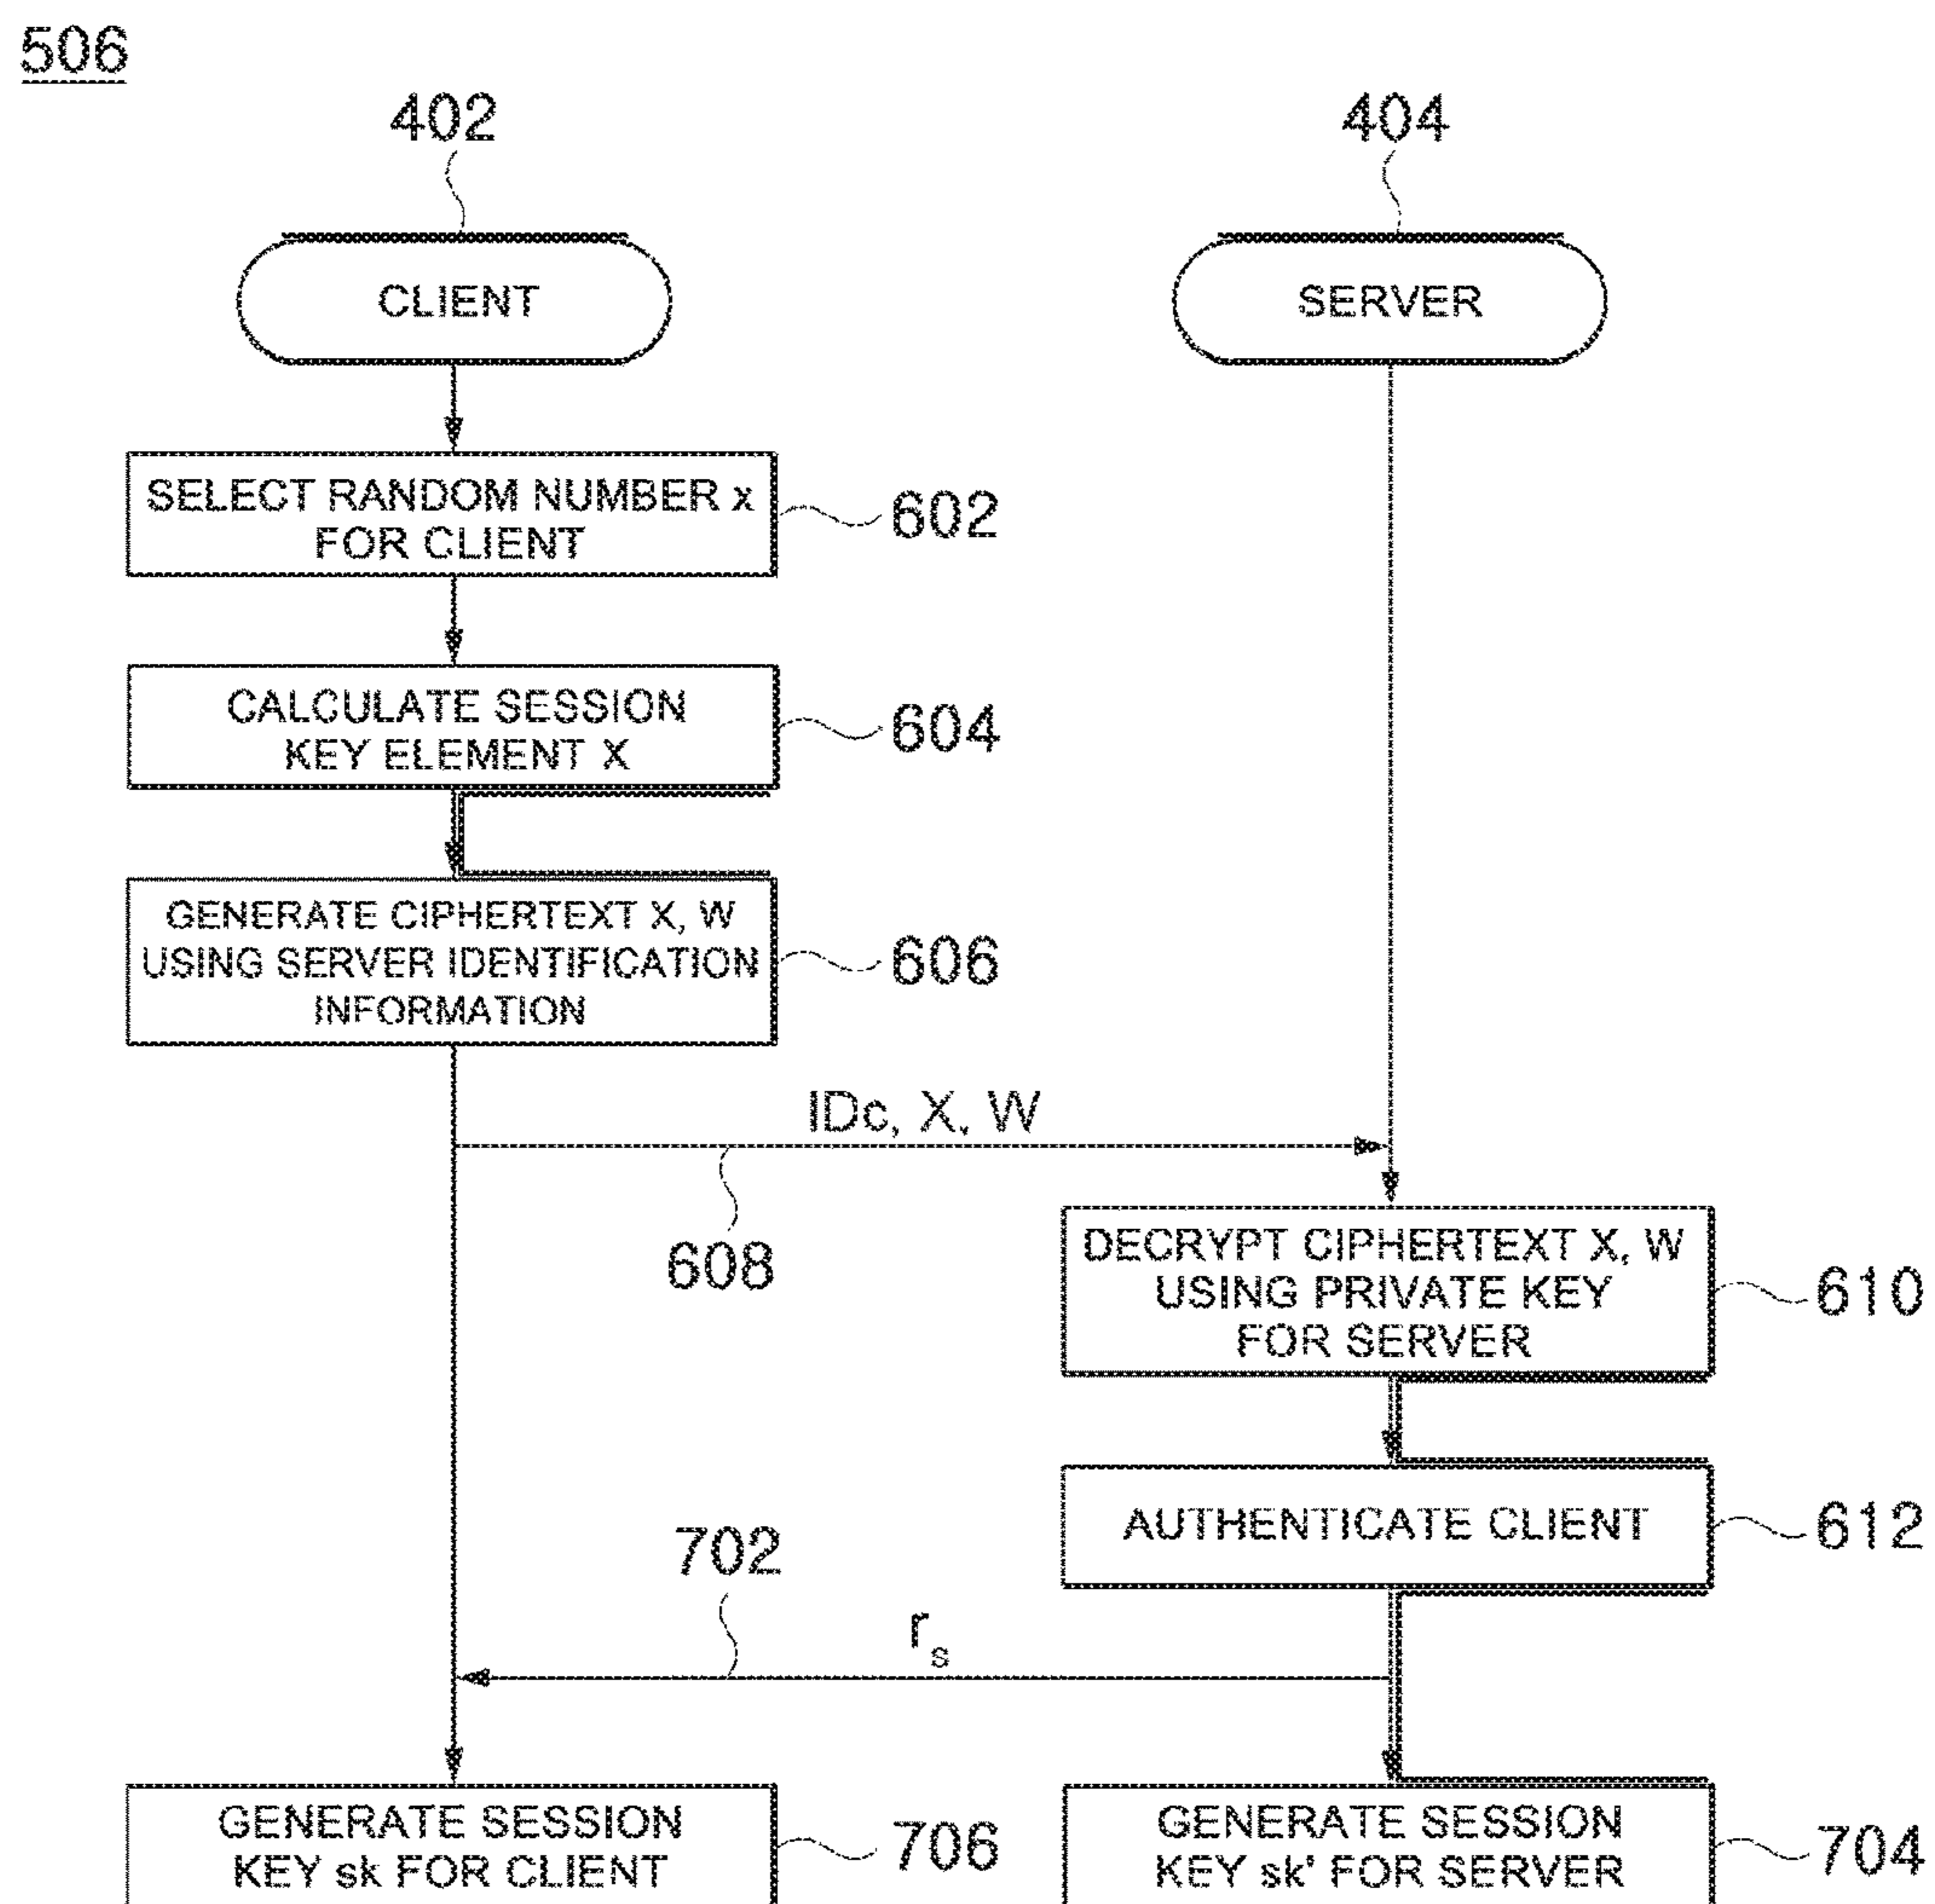 506
402
404
CLIENT
SERVER
SELECT RANDOM NUMBER x
FOR CLIENT
602
CALCULATE SESSION
KEY ELEMENT X
604
GENERATE CIPHERTEXT X, W
USING SERVER IDENTIFICATION
INFORMATION
606
IDc, X, W
608
DECRYPT CIPHERTEXT X, W
USING PRIVATE KEY
FOR SERVER
610
AUTHENTICATE CLIENT
612
702
rs
GENERATE SESSION
KEY sk FOR CLIENT
706
GENERATE SESSION
KEY sk' FOR SERVER
704